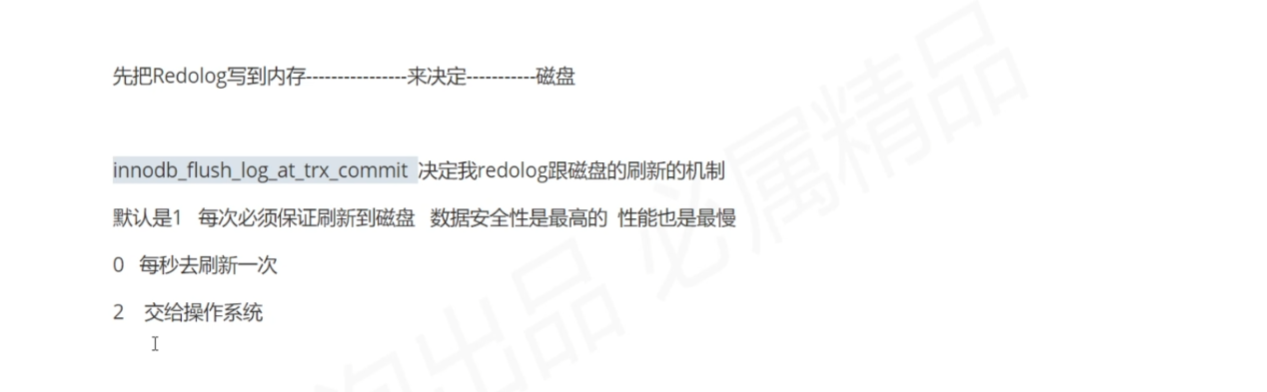 先把Redolog写到内存----------------来决定-----------磁盘
innodb_flush_log_at_trx_commit 决定我redolog跟磁盘的刷新的机制
默认是1 每次必须保证刷新到磁盘 数据安全性是最高的 性能也是最慢
0 每秒去刷新一次
2 交给操作系统
淘出品 必属精品